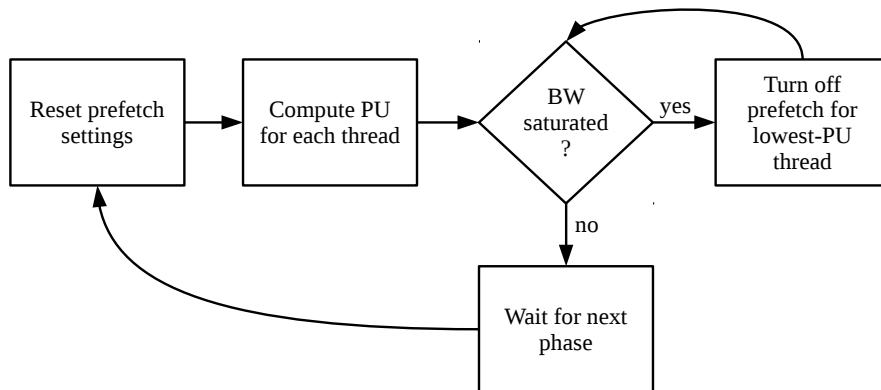 Reset prefetch
settings
Compute PU
for each thread
BW
saturated
?
yes
Turn off
prefetch for
lowest-PU
thread
no
Wait for next
phase